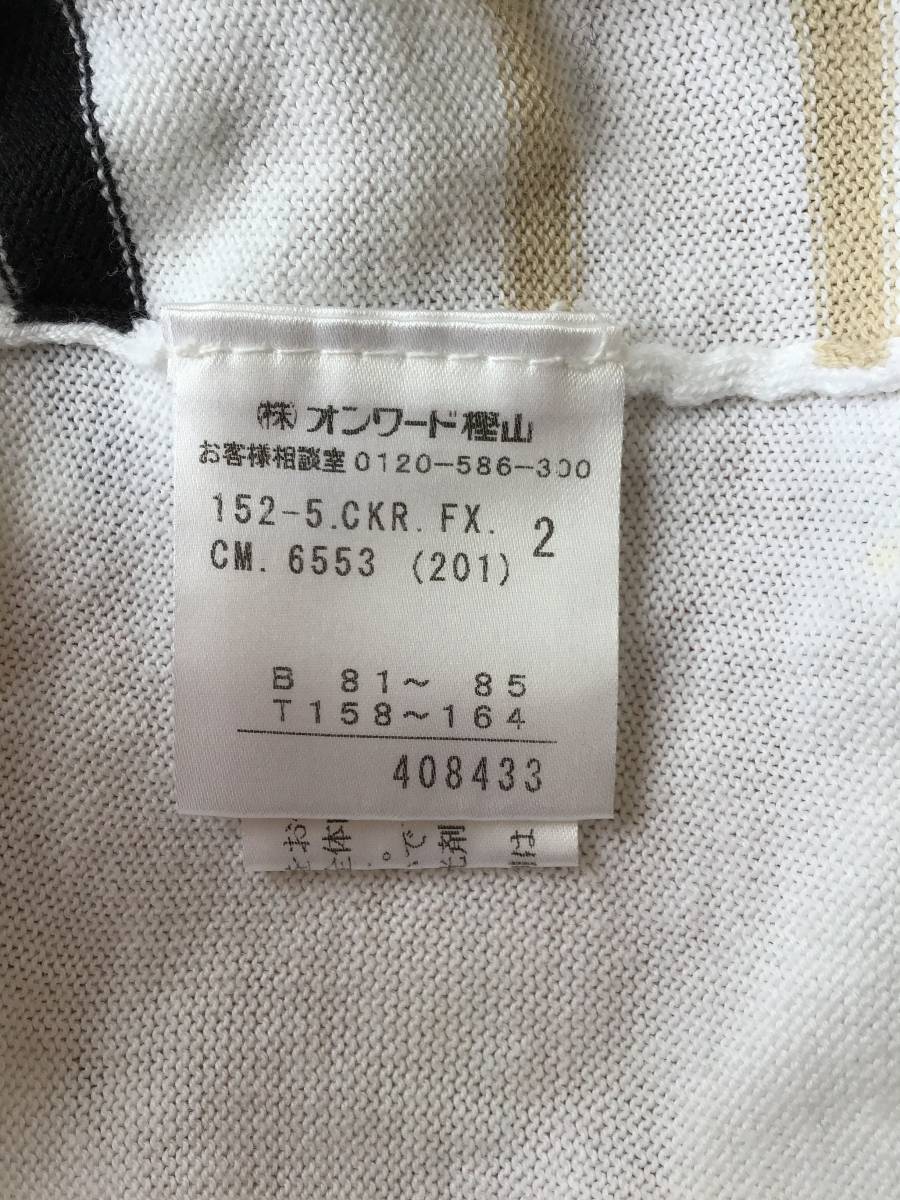 (株)オンワード樫山
お客様相談室 0120-586-300
152-5.CKR.FX. 2
CM. 6553 (201)
B 81～ 85
T158～164
408433